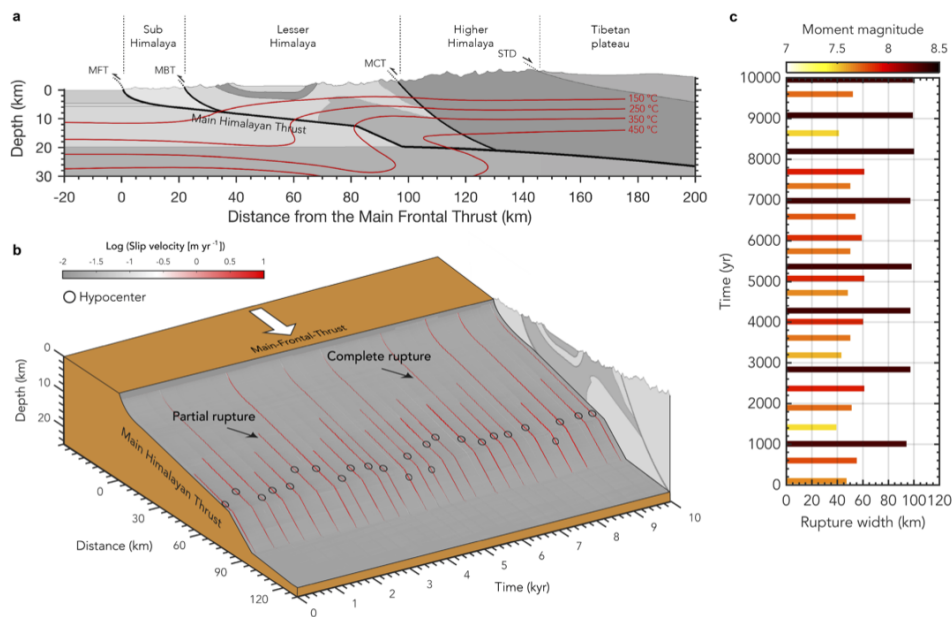 a
Sub
Himalaya
Lesser
Himalaya
Higher
Himalaya
Tibetan
plateau
MFT
MBT
MCT
STD
Main Himalayan Thrust
150 °C
250 °C
350 °C
450 °C
Depth (km)
0
10
20
30
-20 0 20 40 60 80 100 120 140 160 180 200
Distance from the Main Frontal Thrust (km)
b
Log (Slip velocity [m yr⁻¹])
-2 -1.5 -1 -0.5 0 0.5 1
Hypocenter
Main-Frontal-Thrust
Complete rupture
Partial rupture
Main Himalayan Thrust
Depth (km)
0
10
20
Distance (km)
0
30
60
90
120
Time (kyr)
0 1 2 3 4 5 6 7 8 9 10
c
Moment magnitude
7 7.5 8 8.5
Time (yr)
10000
9000
8000
7000
6000
5000
4000
3000
2000
1000
0
0 20 40 60 80 100 120
Rupture width (km)